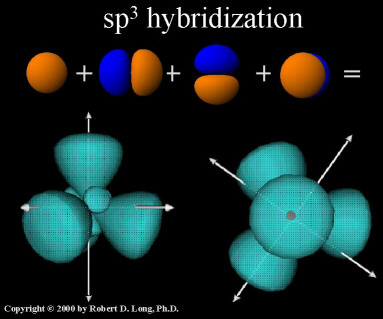 sp³ hybridization
+ + + =
Copyright © 2000 by Robert D. Long, Ph.D.